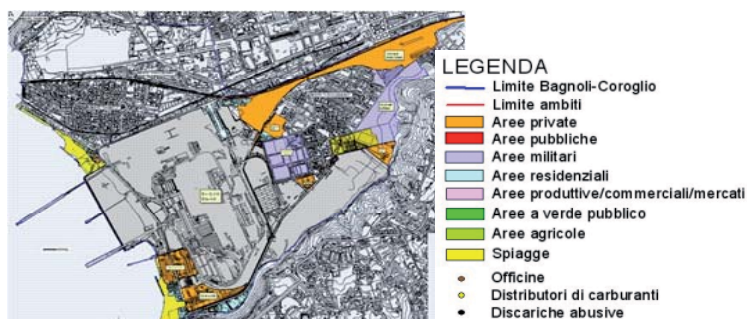 LEGENDA
Limite Bagnoli-Coroglio
Limite ambiti
Aree private
Aree pubbliche
Aree militari
Aree residenziali
Aree produttive/commerciali/mercati
Aree a verde pubblico
Aree agricole
Spiagge
Officine
Distributori di carburanti
Discariche abusive